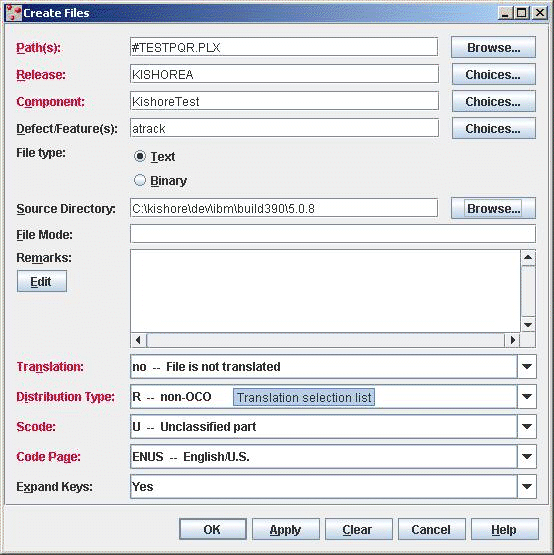 Create Files
Path(s): #TESTPQR.PLX Browse...
Release: KISHOREA Choices...
Component: KishoreTest Choices...
Defect/Feature(s): atrack Choices...
File type: Text
Binary
Source Directory: C:\kishore\dev\ibm\build390\5.0.8 Browse...
File Mode:
Remarks:
Edit
Translation: no -- File is not translated
Distribution Type: R -- non-OCO Translation selection list
Scode: U -- Unclassified part
Code Page: ENUS -- English/U.S.
Expand Keys: Yes
OK Apply Clear Cancel Help